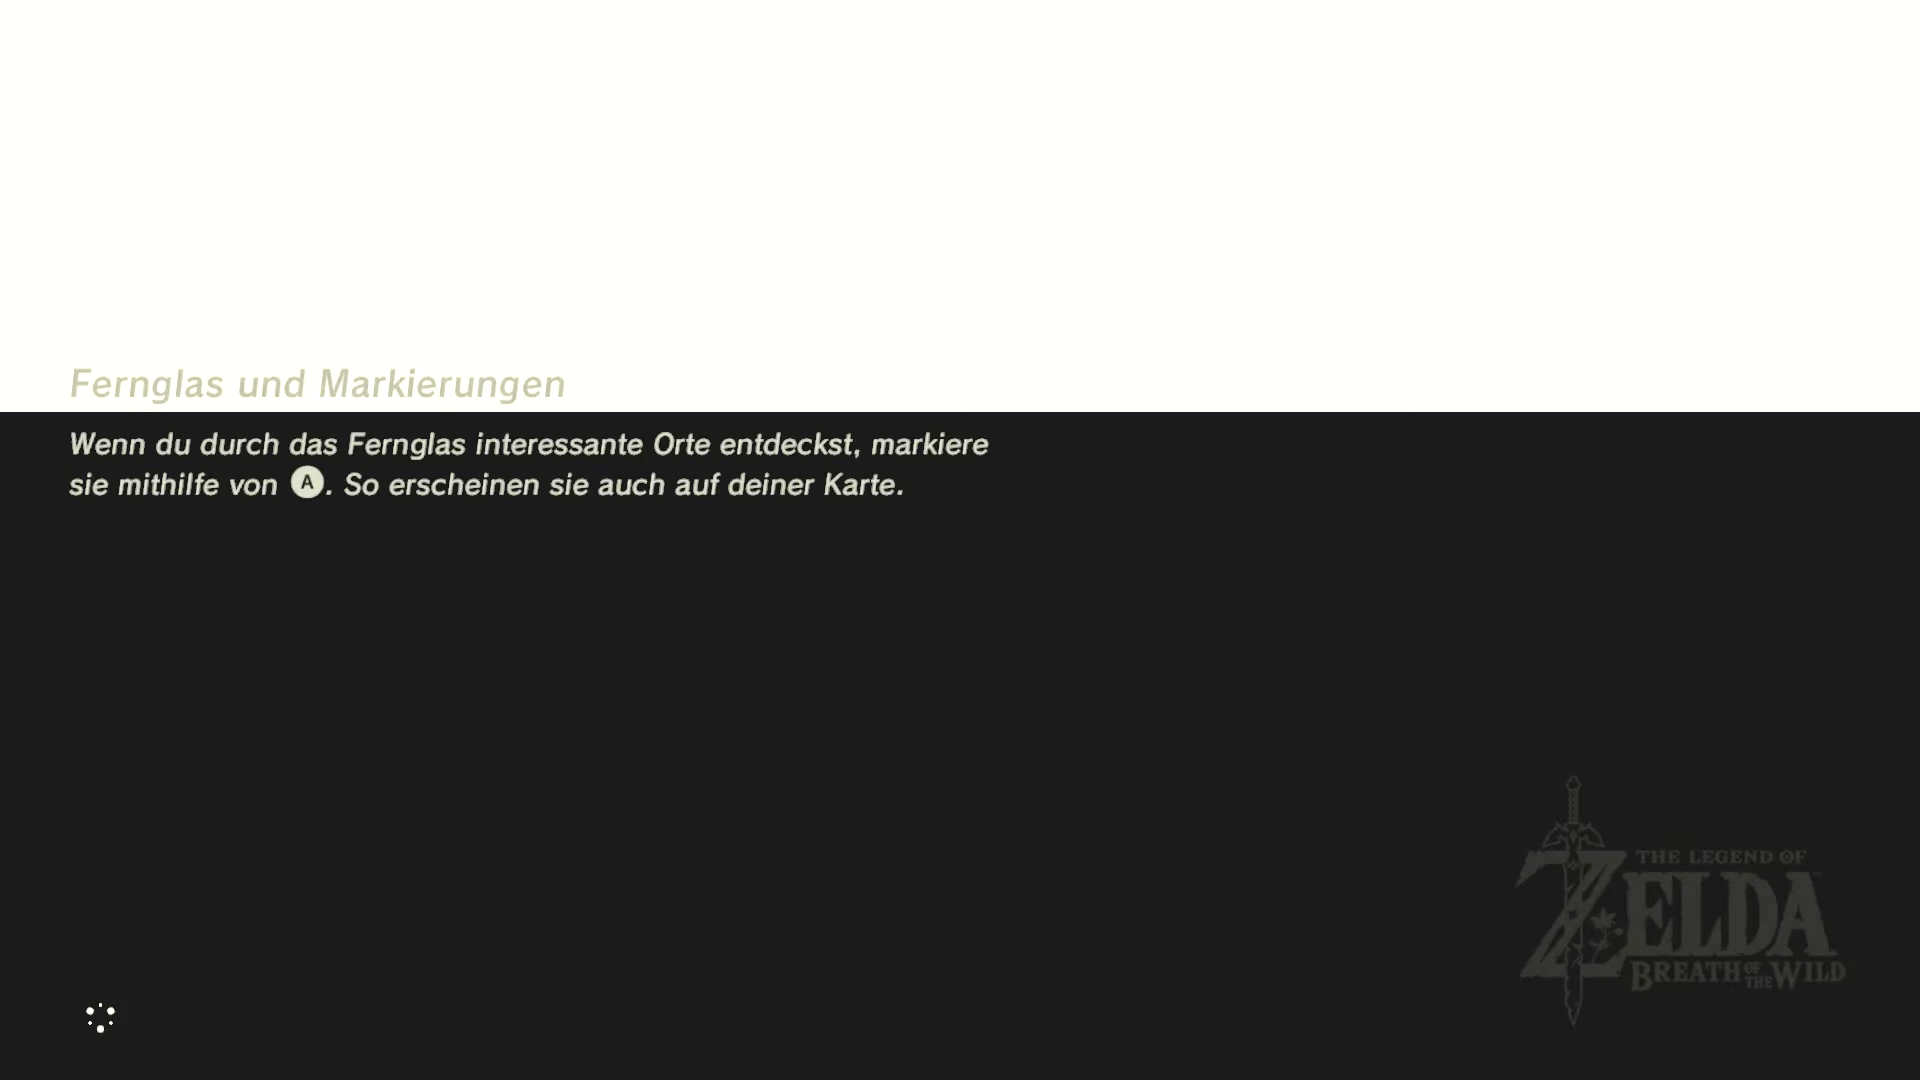 Fernglas und Markierungen
Wenn du durch das Fernglas interessante Orte entdeckst, markiere
sie mithilfe von A. So erscheinen sie auch auf deiner Karte.
THE LEGEND OF
ZELDA
BREATH OF THE WILD